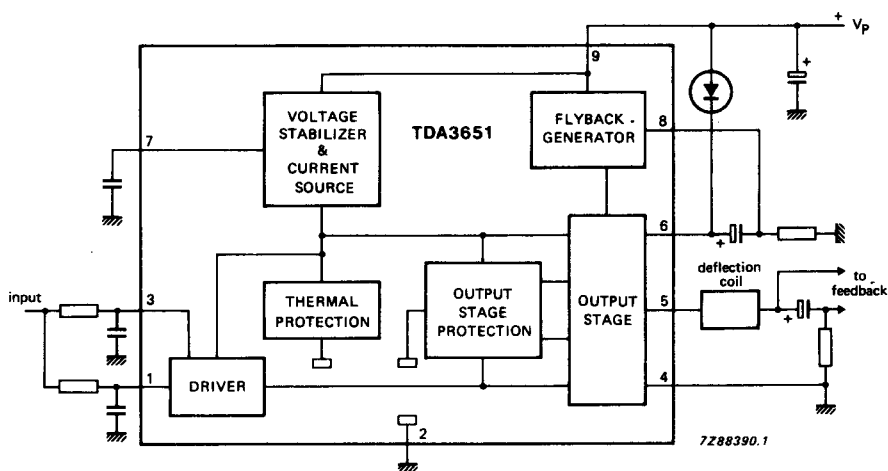 + Vp
9
+
VOLTAGE
STABILIZER
&
CURRENT
SOURCE
TDA3651
FLYBACK -
GENERATOR
8
7
6
+
deflection
coil
to
feedback
input
3
THERMAL
PROTECTION
OUTPUT
STAGE
PROTECTION
OUTPUT
STAGE
5
+
1
DRIVER
4
2
7Z88390.1